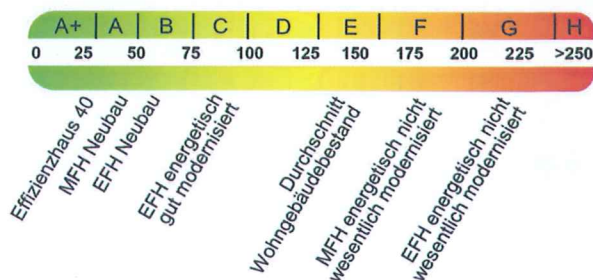 A+ A B C D E F G H
0 25 50 75 100 125 150 175 200 225 >250
Effizienzhaus 40
MFH Neubau
EFH Neubau
EFH energetisch
gut modernisiert
Durchschnitt
Wohngebäudebestand
MFH energetisch nicht
wesentlich modernisiert
EFH energetisch nicht
wesentlich modernisiert